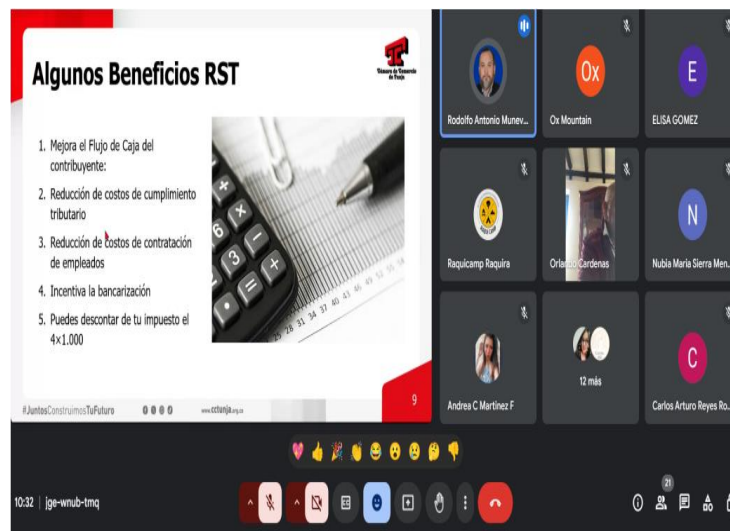 Algunos Beneficios RST
Cámara de Comercio
de Tunja
1. Mejora el Flujo de Caja del
contribuyente:
2. Reducción de costos de cumplimiento
tributario
3. Reducción de costos de contratación
de empleados
4. Incentiva la bancarización
5. Puedes descontar de tu impuesto el
4×1.000
#JuntosConstruimosTuFuturo
www.cctunja.org.co
9
Rodolfo Antonio Munev...
Ox
Ox Mountain
E
ELISA GOMEZ
Raquicamp Raquira
Orlando Cardenas
N
Nubia Maria Sierra Men...
Andrea C Martinez F
12 más
C
Carlos Arturo Reyes Ro...
10:32 | jge-wnub-tmq
21